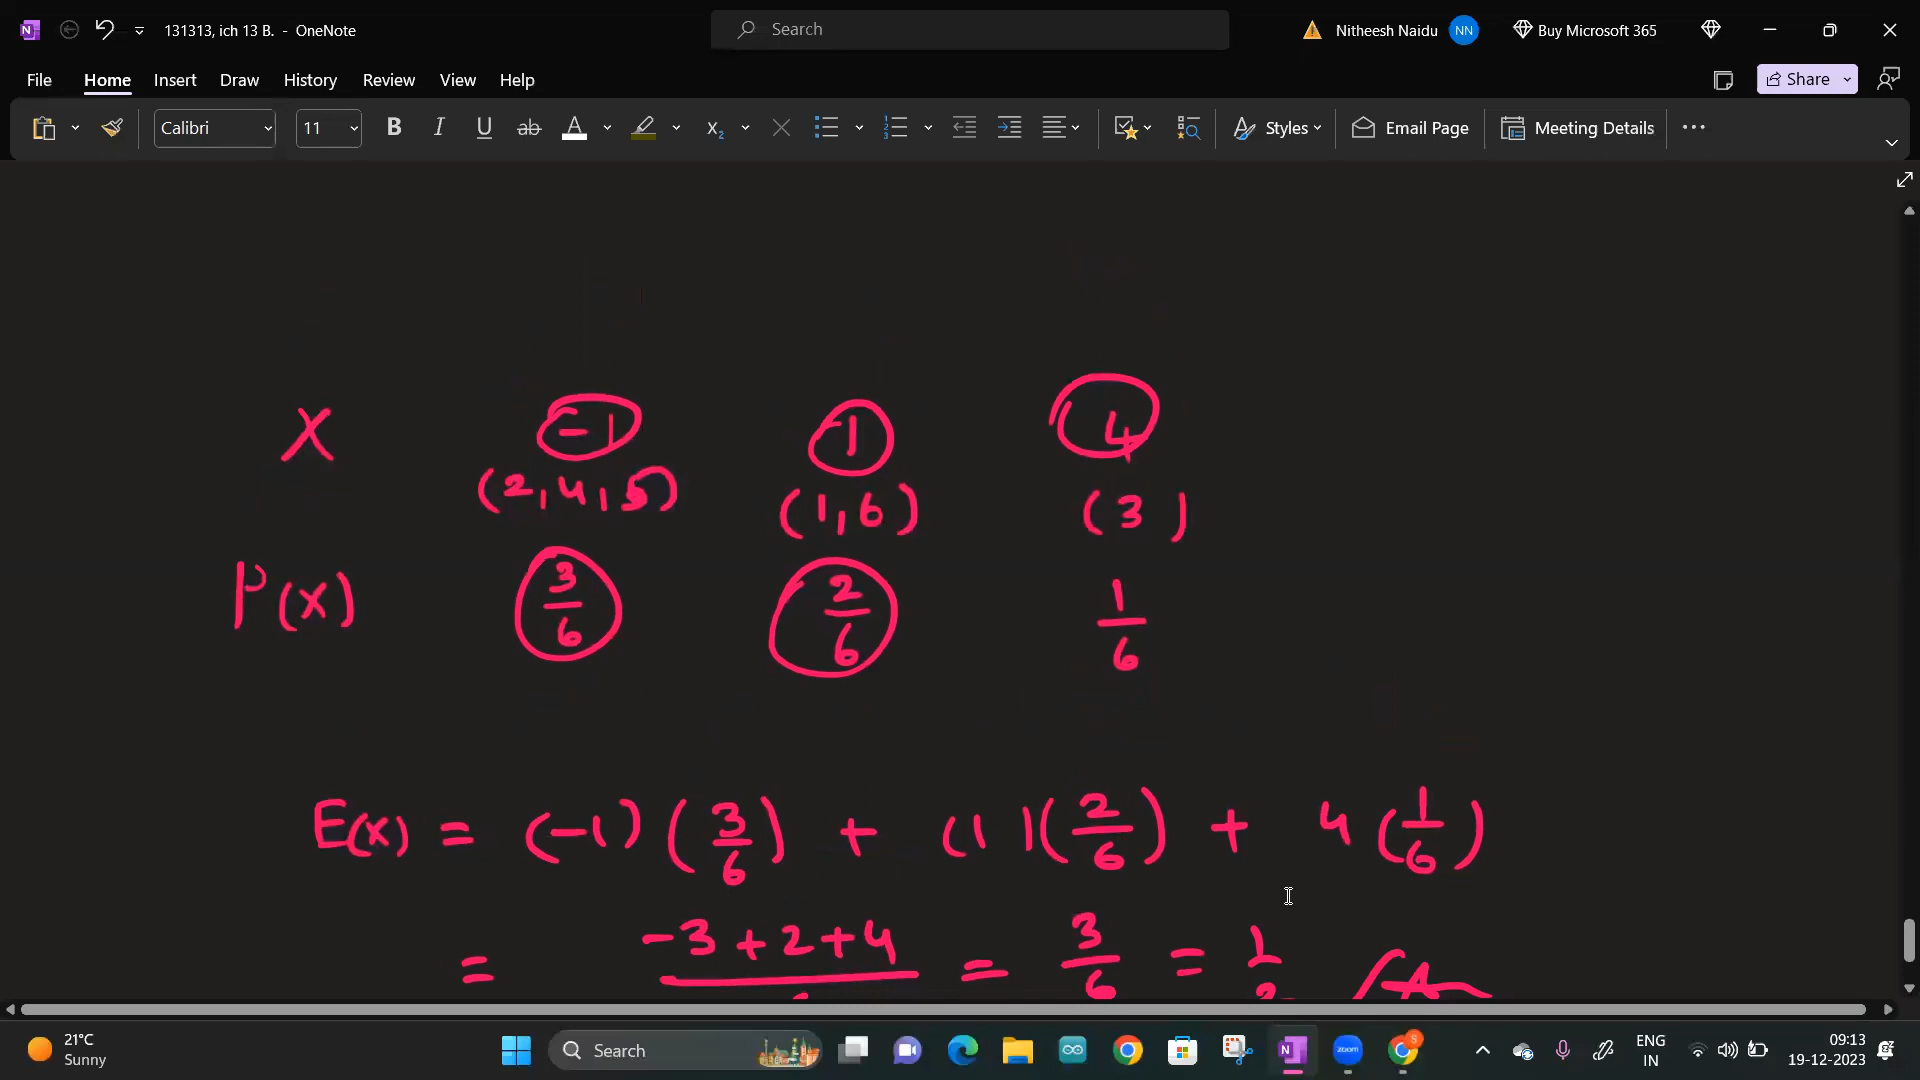 131313, ich 13 B. - OneNote
Search
Nitheesh Naidu NN
Buy Microsoft 365
File Home Insert Draw History Review View Help
Share
Calibri 11 B I U ab A
Styles Email Page Meeting Details
X -1 1 4
(2,4,5) (1,6) (3)
P(X) 3/6 2/6 1/6
E(x) = (-1)(3/6) + (1)(2/6) + 4(1/6)
= -3+2+4 = 3/6 = 1/2
21°C
Sunny
Search
zoom
S
ENG
IN
09:13
19-12-2023